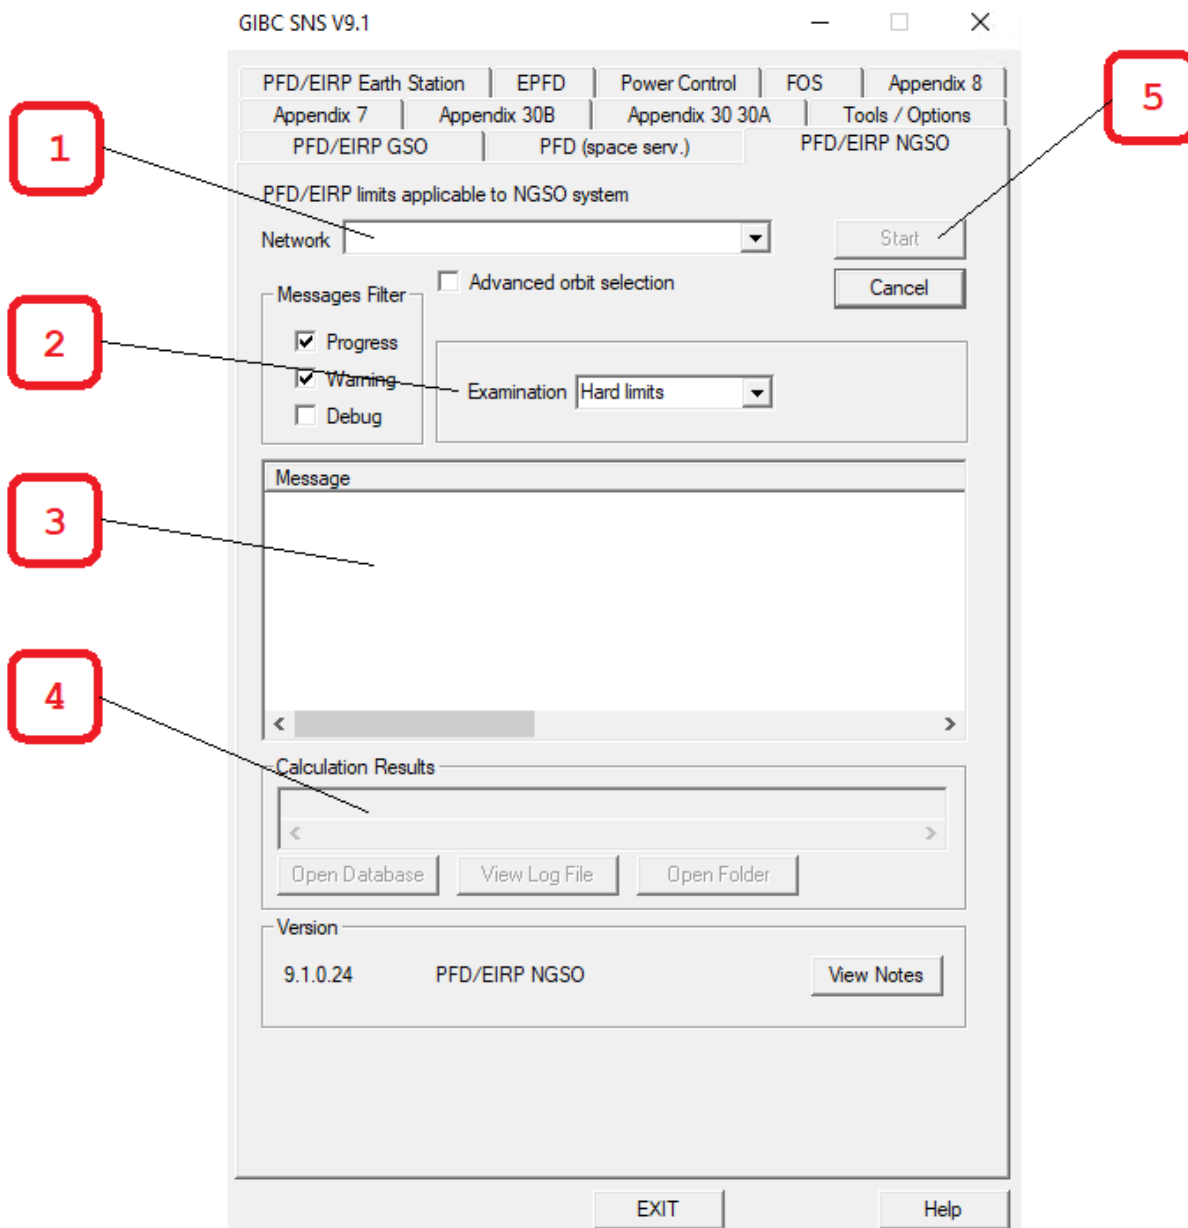 GIBC SNS V9.1
PFD/EIRP Earth Station EPFD Power Control FOS Appendix 8
Appendix 7 Appendix 30B Appendix 30 30A Tools / Options
PFD/EIRP GSO PFD (space serv.) PFD/EIRP NGSO
PFD/EIRP limits applicable to NGSO system
Network Start
Advanced orbit selection Cancel
Messages Filter
Progress
Warning
Debug
Examination Hard limits
Message
Calculation Results
Open Database View Log File Open Folder
Version
9.1.0.24 PFD/EIRP NGSO View Notes
EXIT Help
1
2
3
4
5